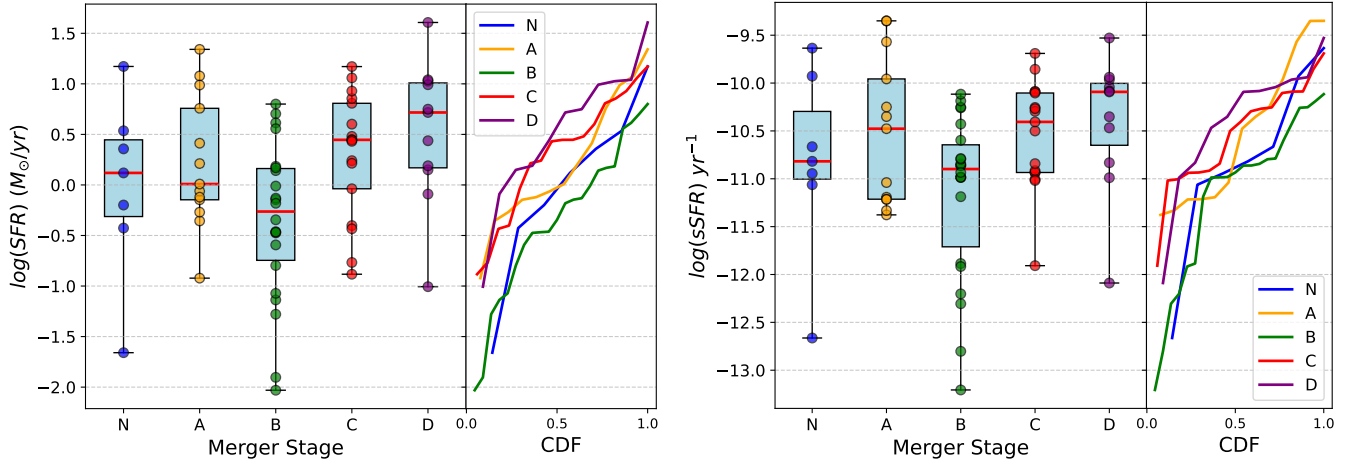 log(SFR) (M⊙/yr)
1.5
1.0
0.5
0.0
−0.5
−1.0
−1.5
−2.0
N A B C D
Merger Stage
N
A
B
C
D
0.0 0.5 1.0
CDF
log(sSFR) yr⁻¹
−9.5
−10.0
−10.5
−11.0
−11.5
−12.0
−12.5
−13.0
N A B C D
Merger Stage
N
A
B
C
D
0.0 0.5 1.0
CDF